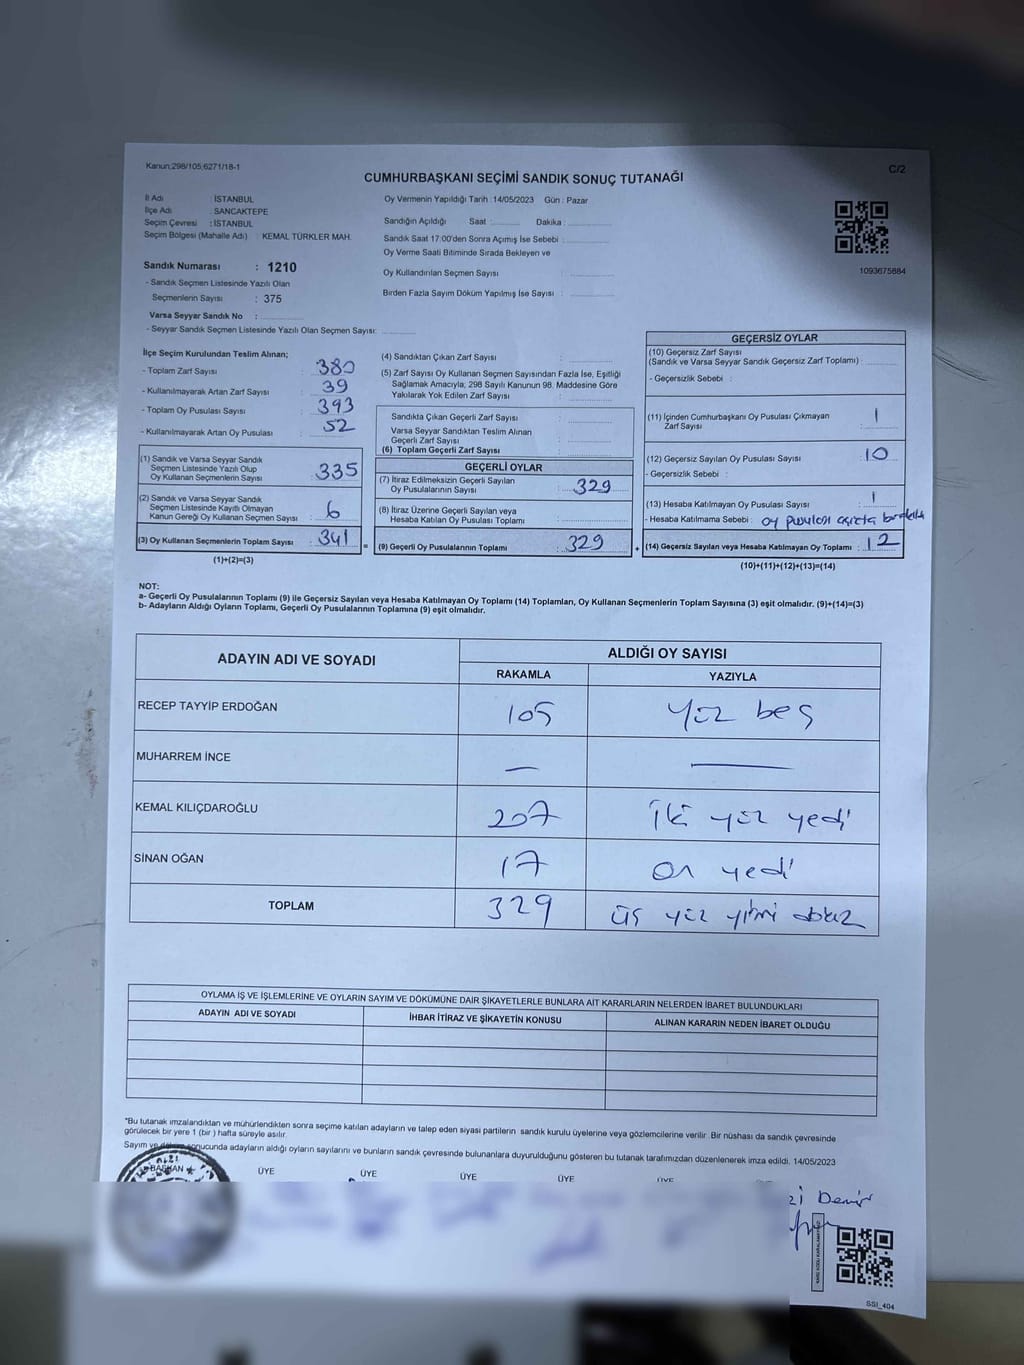 Kanun;298/105;6271/18-1
C/2
CUMHURBAŞKANI SEÇİMİ SANDIK SONUÇ TUTANAĞI
İl Adı : İSTANBUL
İlçe Adı : SANCAKTEPE
Seçim Çevresi : İSTANBUL
Seçim Bölgesi (Mahalle Adı) : KEMAL TÜRKLER MAH.
Sandık Numarası : 1210
- Sandık Seçmen Listesinde Yazılı Olan
Seçmenlerin Sayısı : 375
Varsa Seyyar Sandık No :
- Seyyar Sandık Seçmen Listesinde Yazılı Olan Seçmen Sayısı:
Oy Vermenin Yapıldığı Tarih :14/05/2023 Gün : Pazar
Sandığın Açıldığı Saat : Dakika :
Sandık Saat 17:00'den Sonra Açımış İse Sebebi :
Oy Verme Saati Bitiminde Sırada Bekleyen ve
Oy Kullandırılan Seçmen Sayısı :
Birden Fazla Sayım Döküm Yapılmış İse Sayısı :
1093675884
İlçe Seçim Kurulundan Teslim Alınan;
- Toplam Zarf Sayısı : 380
- Kullanılmayarak Artan Zarf Sayısı : 39
- Toplam Oy Pusulası Sayısı : 393
- Kullanılmayarak Artan Oy Pusulası : 52
(1) Sandık ve Varsa Seyyar Sandık
Seçmen Listesinde Yazılı Olup
Oy Kullanan Seçmenlerin Sayısı : 335
(2) Sandık ve Varsa Seyyar Sandık
Seçmen Listesinde Kayıtlı Olmayan
Kanun Gereği Oy Kullanan Seçmen Sayısı : 6
(3) Oy Kullanan Seçmenlerin Toplam Sayısı : 341
(1)+(2)=(3)
(4) Sandıktan Çıkan Zarf Sayısı :
(5) Zarf Sayısı Oy Kullanan Seçmen Sayısından Fazla İse, Eşitliği
Sağlamak Amacıyla; 298 Sayılı Kanunun 98. Maddesine Göre
Yakılarak Yok Edilen Zarf Sayısı :
Sandıkta Çıkan Geçerli Zarf Sayısı :
Varsa Seyyar Sandıktan Teslim Alınan
Geçerli Zarf Sayısı :
(6) Toplam Geçerli Zarf Sayısı :
GEÇERLİ OYLAR
(7) İtiraz Edilmeksizin Geçerli Sayılan
Oy Pusulalarının Sayısı : 329
(8) İtiraz Üzerine Geçerli Sayılan veya
Hesaba Katılan Oy Pusulası Toplamı :
= (9) Geçerli Oy Pusulalarının Toplamı : 329 +
GEÇERSİZ OYLAR
(10) Geçersiz Zarf Sayısı
(Sandık ve Varsa Seyyar Sandık Geçersiz Zarf Toplamı) :
- Geçersizlik Sebebi :
(11) İçinden Cumhurbaşkanı Oy Pusulası Çıkmayan
Zarf Sayısı : 1
(12) Geçersiz Sayılan Oy Pusulası Sayısı : 10
- Geçersizlik Sebebi :
(13) Hesaba Katılmayan Oy Pusulası Sayısı : 1
- Hesaba Katılmama Sebebi : oy pusulası açıkta
(14) Geçersiz Sayılan veya Hesaba Katılmayan Oy Toplamı : 12
(10)+(11)+(12)+(13)=(14)
NOT:
a- Geçerli Oy Pusulalarının Toplamı (9) ile Geçersiz Sayılan veya Hesaba Katılmayan Oy Toplamı (14) Toplamları, Oy Kullanan Seçmenlerin Toplam Sayısına (3) eşit olmalıdır. (9)+(14)=(3)
b- Adayların Aldığı Oyların Toplamı, Geçerli Oy Pusulalarının Toplamına (9) eşit olmalıdır.
ADAYIN ADI VE SOYADI
ALDIĞI OY SAYISI
RAKAMLA YAZIYLA
RECEP TAYYİP ERDOĞAN 105 yüz beş
MUHARREM İNCE — —
KEMAL KILIÇDAROĞLU 207 iki yüz yedi
SİNAN OĞAN 17 on yedi
TOPLAM 329 üç yüz yirmi dokuz
OYLAMA İŞ VE İŞLEMLERİNE VE OYLARIN SAYIM VE DÖKÜMÜNE DAİR ŞİKAYETLERLE BUNLARA AİT KARARLARIN NELERDEN İBARET BULUNDUKLARI
ADAYIN ADI VE SOYADI İHBAR İTİRAZ VE ŞİKAYETİN KONUSU ALINAN KARARIN NEDEN İBARET OLDUĞU
*Bu tutanak imzalandıktan ve mühürlendikten sonra seçime katılan adayların ve talep eden siyasi partilerin sandık kurulu üyelerine veya gözlemcilerine verilir. Bir nüshası da sandık çevresinde
görülecek bir yere 1 (bir) hafta süreyle asılır.
Sayım ve döküm sonucunda adayların aldığı oyların sayılarını ve bunların sandık çevresinde bulunanlara duyurulduğunu gösteren bu tutanak tarafımızdan düzenlenerek imza edildi. 14/05/2023
1210
BAŞKAN ÜYE ÜYE ÜYE ÜYE ÜYE
Demir
SSİ_404